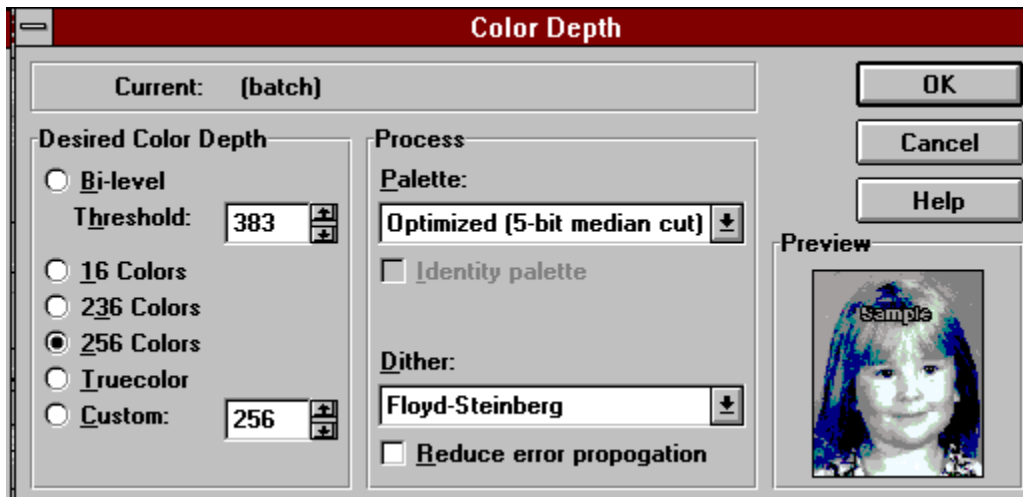 Color Depth
Current: (batch)
OK
Cancel
Help
Desired Color Depth
Bi-level
Threshold: 383
16 Colors
236 Colors
256 Colors
Truecolor
Custom: 256
Process
Palette:
Optimized (5-bit median cut)
Identity palette
Dither:
Floyd-Steinberg
Reduce error propogation
Preview
Sample